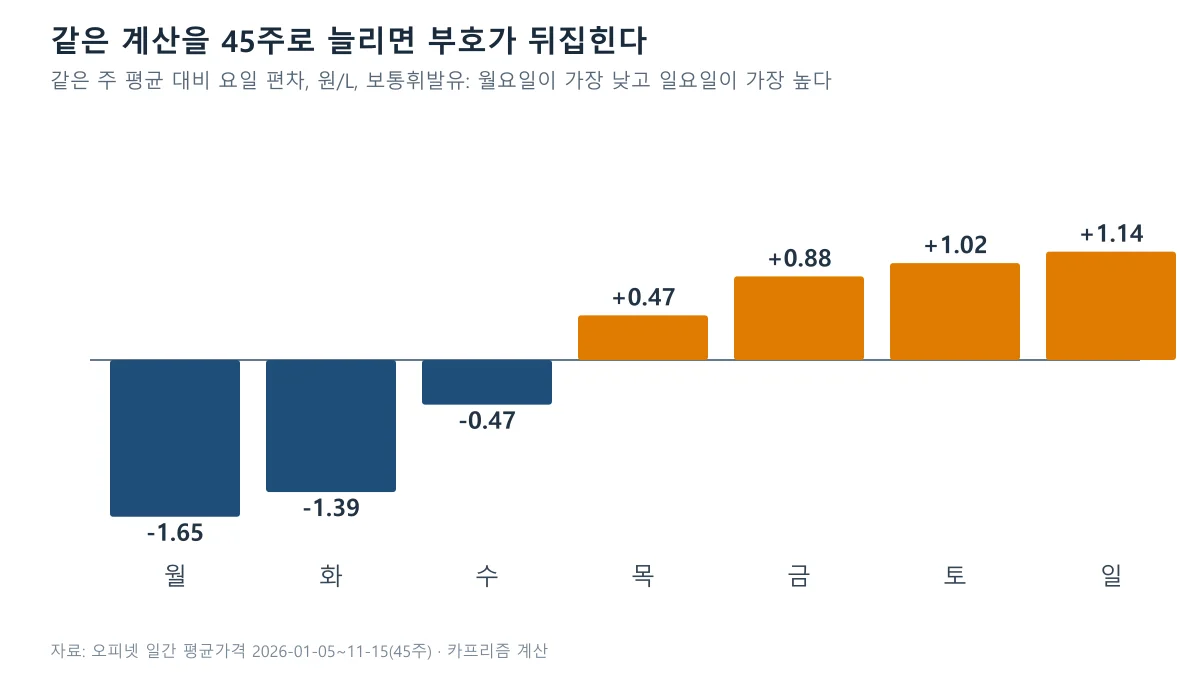 같은 계산을 45주로 늘리면 부호가 뒤집힌다
같은 주 평균 대비 요일 편차, 원/L, 보통휘발유: 월요일이 가장 낮고 일요일이 가장 높다
+1.14
+1.02
+0.88
+0.47
-0.47
-1.39
-1.65
월 화 수 목 금 토 일
자료: 오피넷 일간 평균가격 2026-01-05~11-15(45주) · 카프리즘 계산